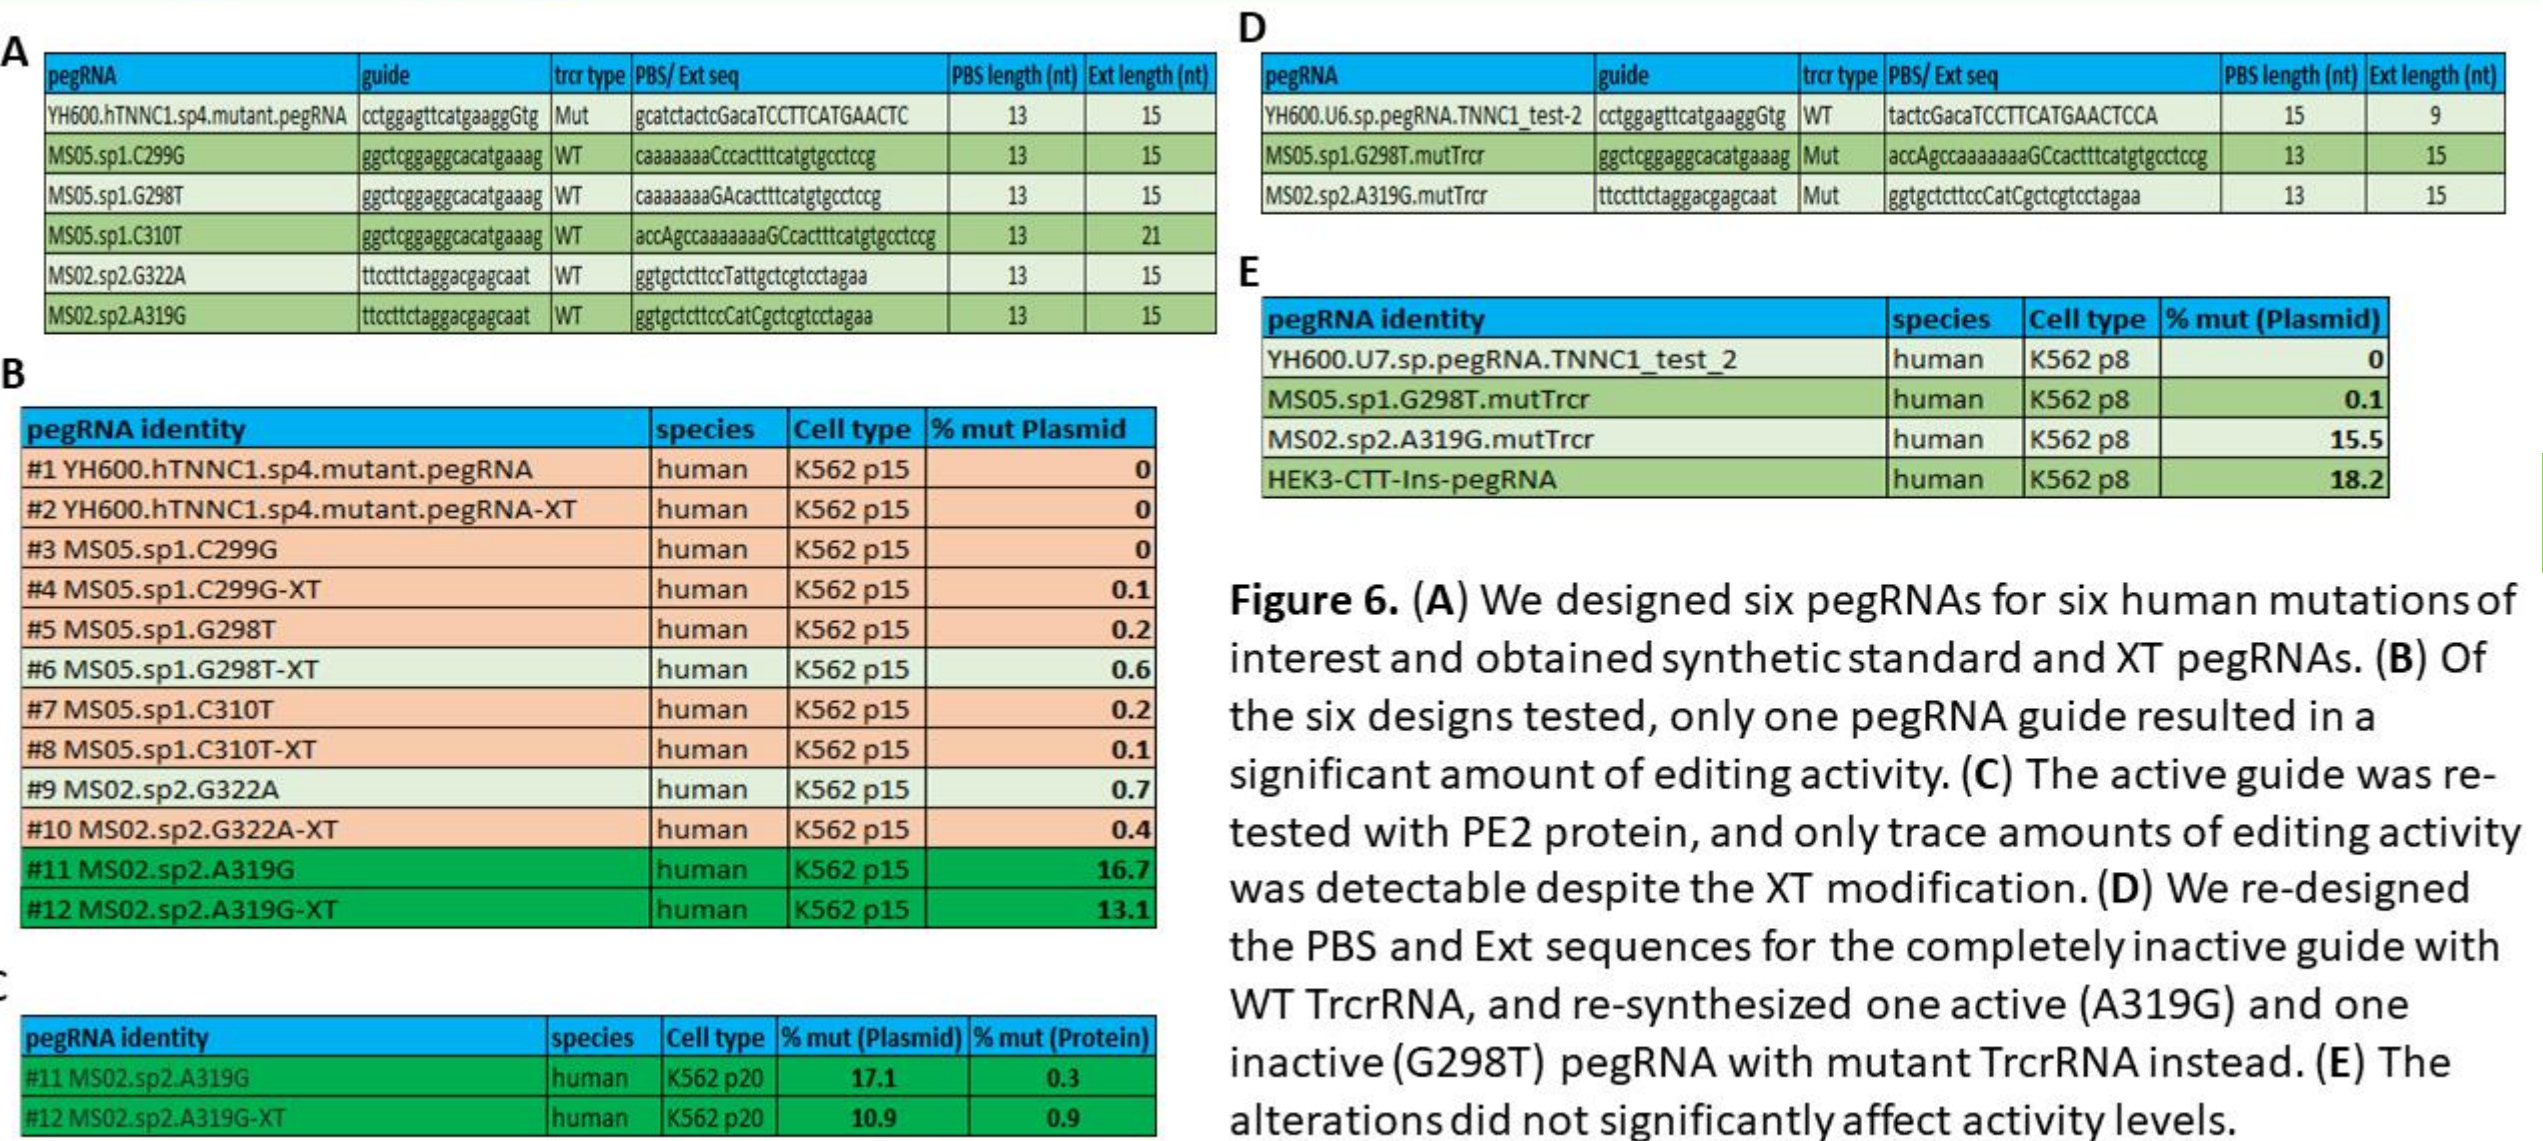 A
pegRNA guide trcr type PBS/ Ext seq PBS length (nt) Ext length (nt)
YH600.hTNNC1.sp4.mutant.pegRNA cctggagttcatgaaggGtg Mut gcatctactcGacaTCCTTCATGAACTC 13 15
MS05.sp1.C299G ggctcggaggcacatgaaag WT caaaaaaaCccactttcatgtgcctccg 13 15
MS05.sp1.G298T ggctcggaggcacatgaaag WT caaaaaaaGAcactttcatgtgcctccg 13 15
MS05.sp1.C310T ggctcggaggcacatgaaag WT accAgccaaaaaaaGCcactttcatgtgcctccg 13 21
MS02.sp2.G322A ttccttctaggacgagcaat WT ggtgctcttccTattgctcgtcctagaa 13 15
MS02.sp2.A319G ttccttctaggacgagcaat WT ggtgctcttccCatCgctcgtcctagaa 13 15
B
pegRNA identity species Cell type % mut Plasmid
#1 YH600.hTNNC1.sp4.mutant.pegRNA human K562 p15 0
#2 YH600.hTNNC1.sp4.mutant.pegRNA-XT human K562 p15 0
#3 MS05.sp1.C299G human K562 p15 0
#4 MS05.sp1.C299G-XT human K562 p15 0.1
#5 MS05.sp1.G298T human K562 p15 0.2
#6 MS05.sp1.G298T-XT human K562 p15 0.6
#7 MS05.sp1.C310T human K562 p15 0.2
#8 MS05.sp1.C310T-XT human K562 p15 0.1
#9 MS02.sp2.G322A human K562 p15 0.7
#10 MS02.sp2.G322A-XT human K562 p15 0.4
#11 MS02.sp2.A319G human K562 p15 16.7
#12 MS02.sp2.A319G-XT human K562 p15 13.1
C
pegRNA identity species Cell type % mut (Plasmid) % mut (Protein)
#11 MS02.sp2.A319G human K562 p20 17.1 0.3
#12 MS02.sp2.A319G-XT human K562 p20 10.9 0.9
D
pegRNA guide trcr type PBS/ Ext seq PBS length (nt) Ext length (nt)
YH600.U6.sp.pegRNA.TNNC1_test-2 cctggagttcatgaaggGtg WT tactcGacaTCCTTCATGAACTCCA 15 9
MS05.sp1.G298T.mutTrcr ggctcggaggcacatgaaag Mut accAgccaaaaaaaGCcactttcatgtgcctccg 13 15
MS02.sp2.A319G.mutTrcr ttccttctaggacgagcaat Mut ggtgctcttccCatCgctcgtcctagaa 13 15
E
pegRNA identity species Cell type % mut (Plasmid)
YH600.U7.sp.pegRNA.TNNC1_test_2 human K562 p8 0
MS05.sp1.G298T.mutTrcr human K562 p8 0.1
MS02.sp2.A319G.mutTrcr human K562 p8 15.5
HEK3-CTT-Ins-pegRNA human K562 p8 18.2
Figure 6. (A) We designed six pegRNAs for six human mutations of
interest and obtained synthetic standard and XT pegRNAs. (B) Of
the six designs tested, only one pegRNA guide resulted in a
significant amount of editing activity. (C) The active guide was re-
tested with PE2 protein, and only trace amounts of editing activity
was detectable despite the XT modification. (D) We re-designed
the PBS and Ext sequences for the completely inactive guide with
WT TrcrRNA, and re-synthesized one active (A319G) and one
inactive (G298T) pegRNA with mutant TrcrRNA instead. (E) The
alterations did not significantly affect activity levels.